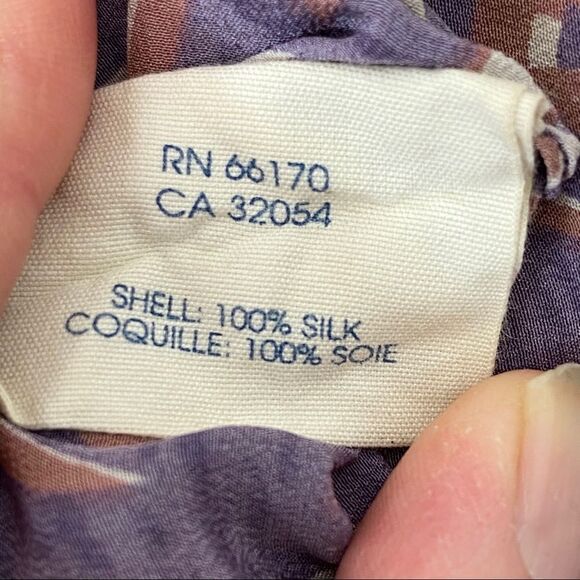 RN 66170
CA 32054
SHELL: 100% SILK
COQUILLE: 100% SOIE